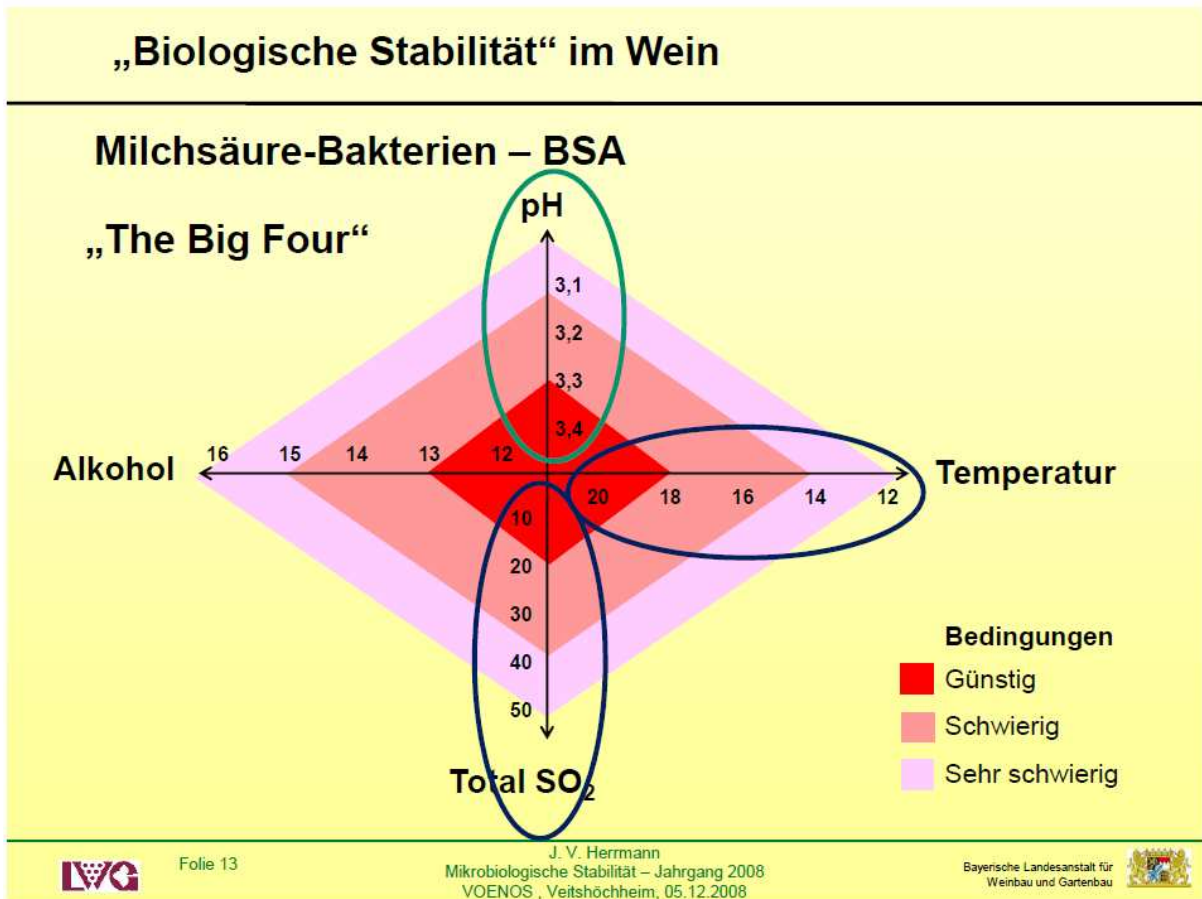 „Biologische Stabilität“ im Wein
Milchsäure-Bakterien – BSA
„The Big Four“
pH
3,1
3,2
3,3
3,4
Alkohol
16 15 14 13 12
20 18 16 14 12
Temperatur
10
20
30
40
50
Total SO₂
Bedingungen
Günstig
Schwierig
Sehr schwierig
LWG
Folie 13
J. V. Herrmann
Mikrobiologische Stabilität – Jahrgang 2008
VOENOS , Veitshöchheim, 05.12.2008
Bayerische Landesanstalt für
Weinbau und Gartenbau